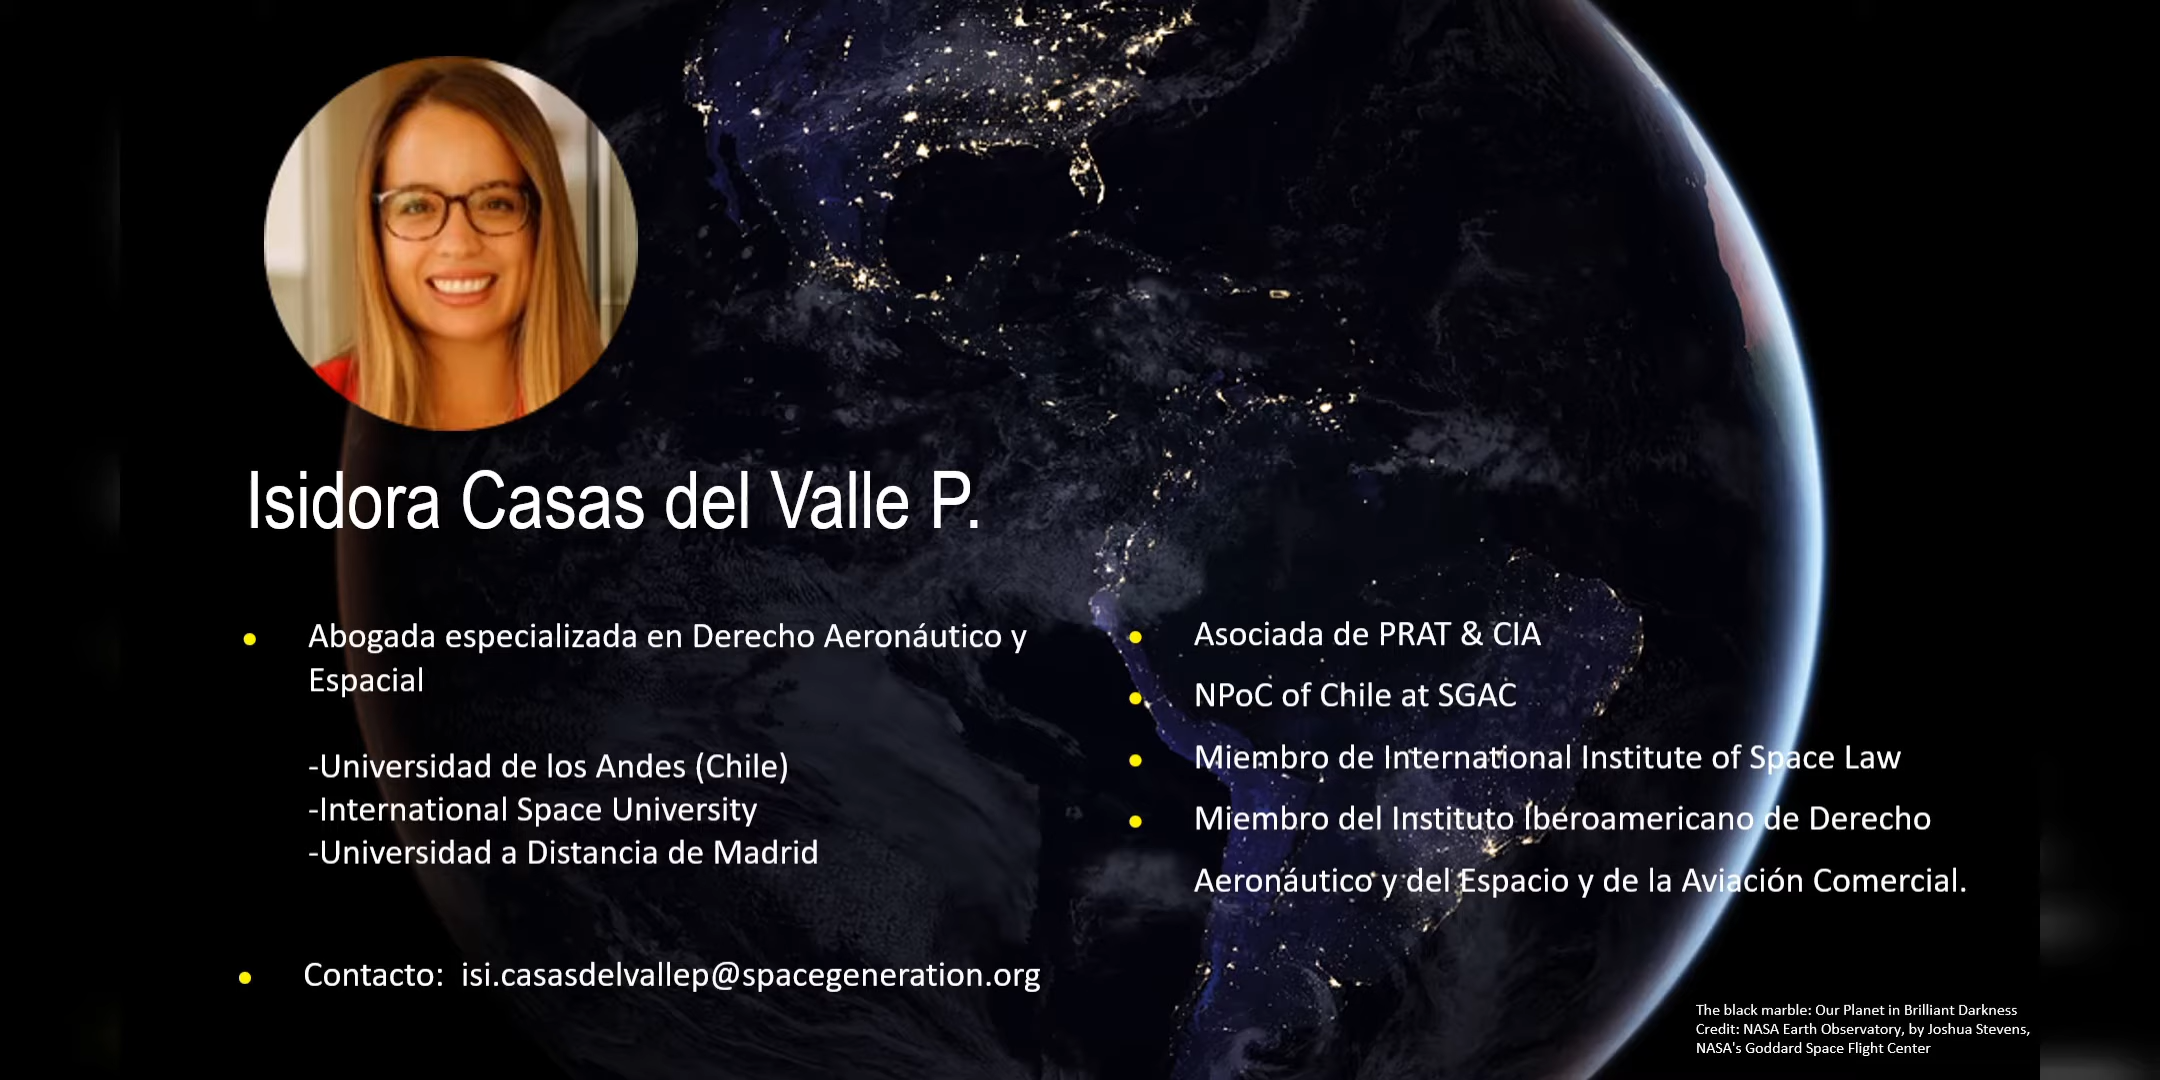 Isidora Casas del Valle P.
Abogada especializada en Derecho Aeronáutico y
Espacial
-Universidad de los Andes (Chile)
-International Space University
-Universidad a Distancia de Madrid
Contacto: isi.casasdelvallep@spacegeneration.org
Asociada de PRAT & CIA
NPoC of Chile at SGAC
Miembro de International Institute of Space Law
Miembro del Instituto Iberoamericano de Derecho
Aeronáutico y del Espacio y de la Aviación Comercial.
The black marble: Our Planet in Brilliant Darkness
Credit: NASA Earth Observatory, by Joshua Stevens,
NASA's Goddard Space Flight Center